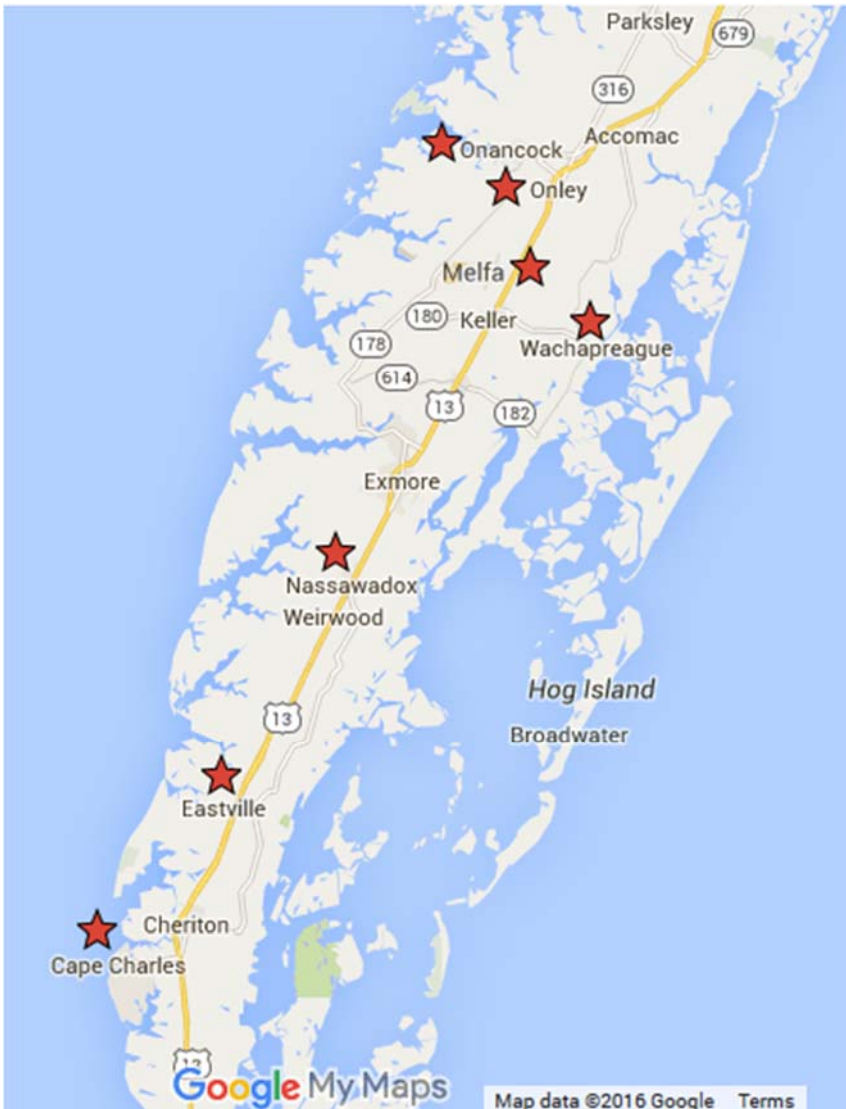 Parksley
679
316
Accomac
Onancock
Onley
Melfa
180
Keller
178
Wachapreague
614
13
182
Exmore
Nassawadox
Weirwood
Hog Island
13
Broadwater
Eastville
Cheriton
Cape Charles
13
Google My Maps
Map data ©2016 Google Terms